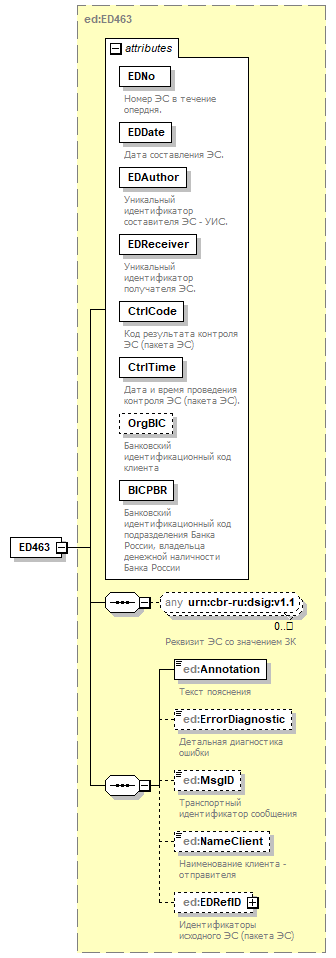 ed:ED463
attributes
EDNo
Номер ЭС в течение
опердня.
EDDate
Дата составления ЭС.
EDAuthor
Уникальный
идентификатор
составителя ЭС - УИС.
EDReceiver
Уникальный
идентификатор
получателя ЭС.
CtrlCode
Код результата контроля
ЭС (пакета ЭС)
CtrlTime
Дата и время проведения
контроля ЭС (пакета ЭС).
OrgBIC
Банковский
идентификационный код
клиента
BICPBR
Банковский
идентификационный код
подразделения Банка
России, владельца
денежной наличности
Банка России
ED463
any urn:cbr-ru:dsig:v1.1
0..
Реквизит ЭС со значением ЗК
ed:Annotation
Текст пояснения
ed:ErrorDiagnostic
Детальная диагностика
ошибки
ed:MsgID
Транспортный
идентификатор сообщения
ed:NameClient
Наименование клиента -
отправителя
ed:EDRefID
Идентификаторы
исходного ЭС (пакета ЭС)